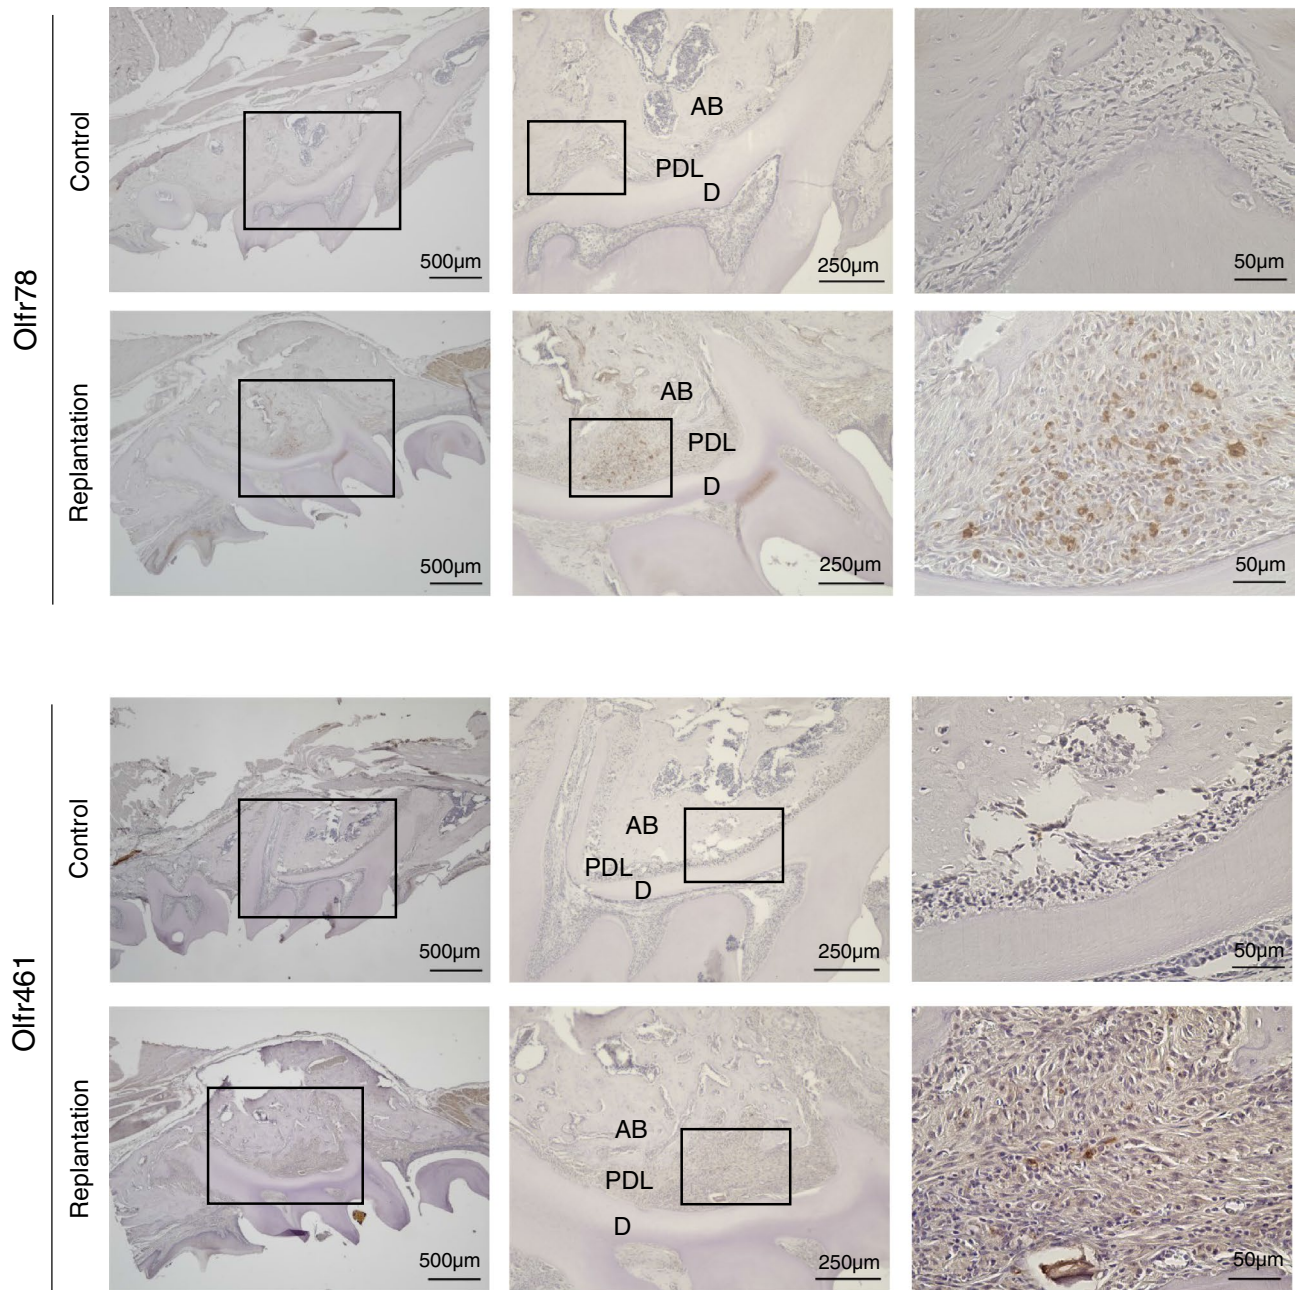 Olfr78
Control
500μm
AB
PDL
D
250μm
50μm
Replantation
500μm
AB
PDL
D
250μm
50μm
Olfr461
Control
500μm
AB
PDL
D
250μm
50μm
Replantation
500μm
AB
PDL
D
250μm
50μm